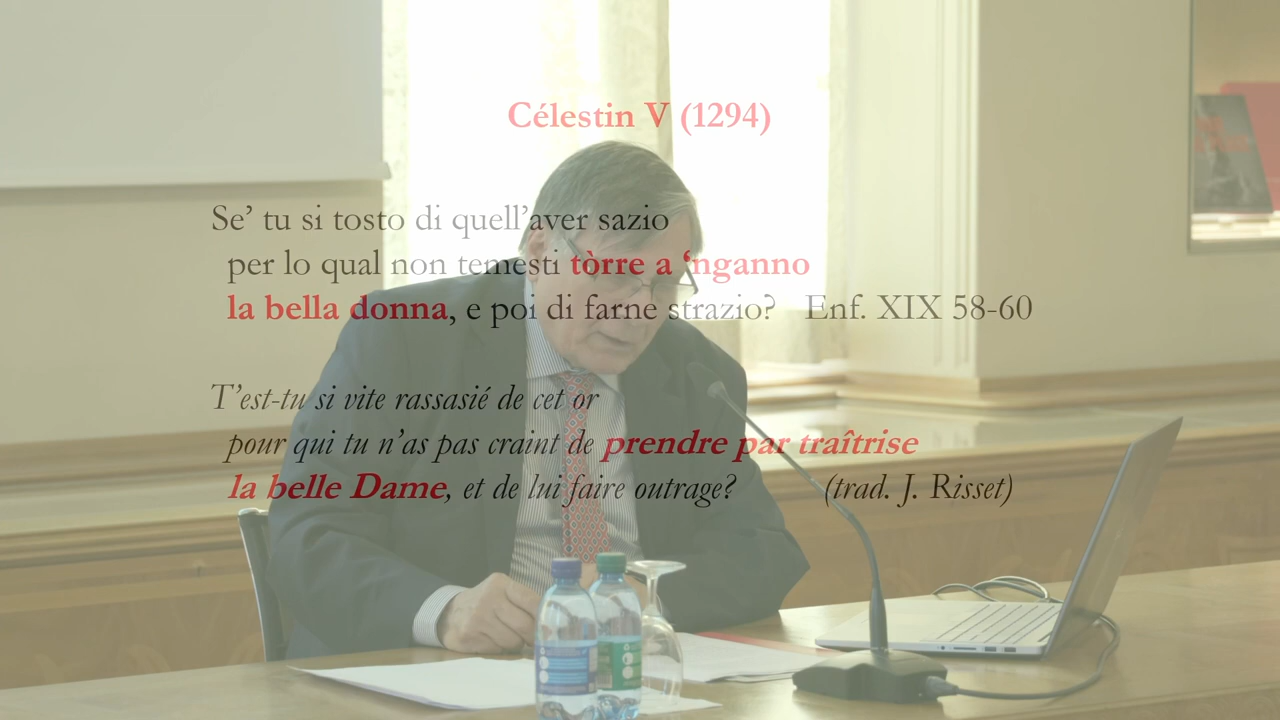 Célestin V (1294)
Se’ tu si tosto di quell’aver sazio
per lo qual non temesti tòrre a ‘nganno
la bella donna, e poi di farne strazio? Enf. XIX 58-60
T’est-tu si vite rassasié de cet or
pour qui tu n’as pas craint de prendre par traîtrise
la belle Dame, et de lui faire outrage? (trad. J. Risset)